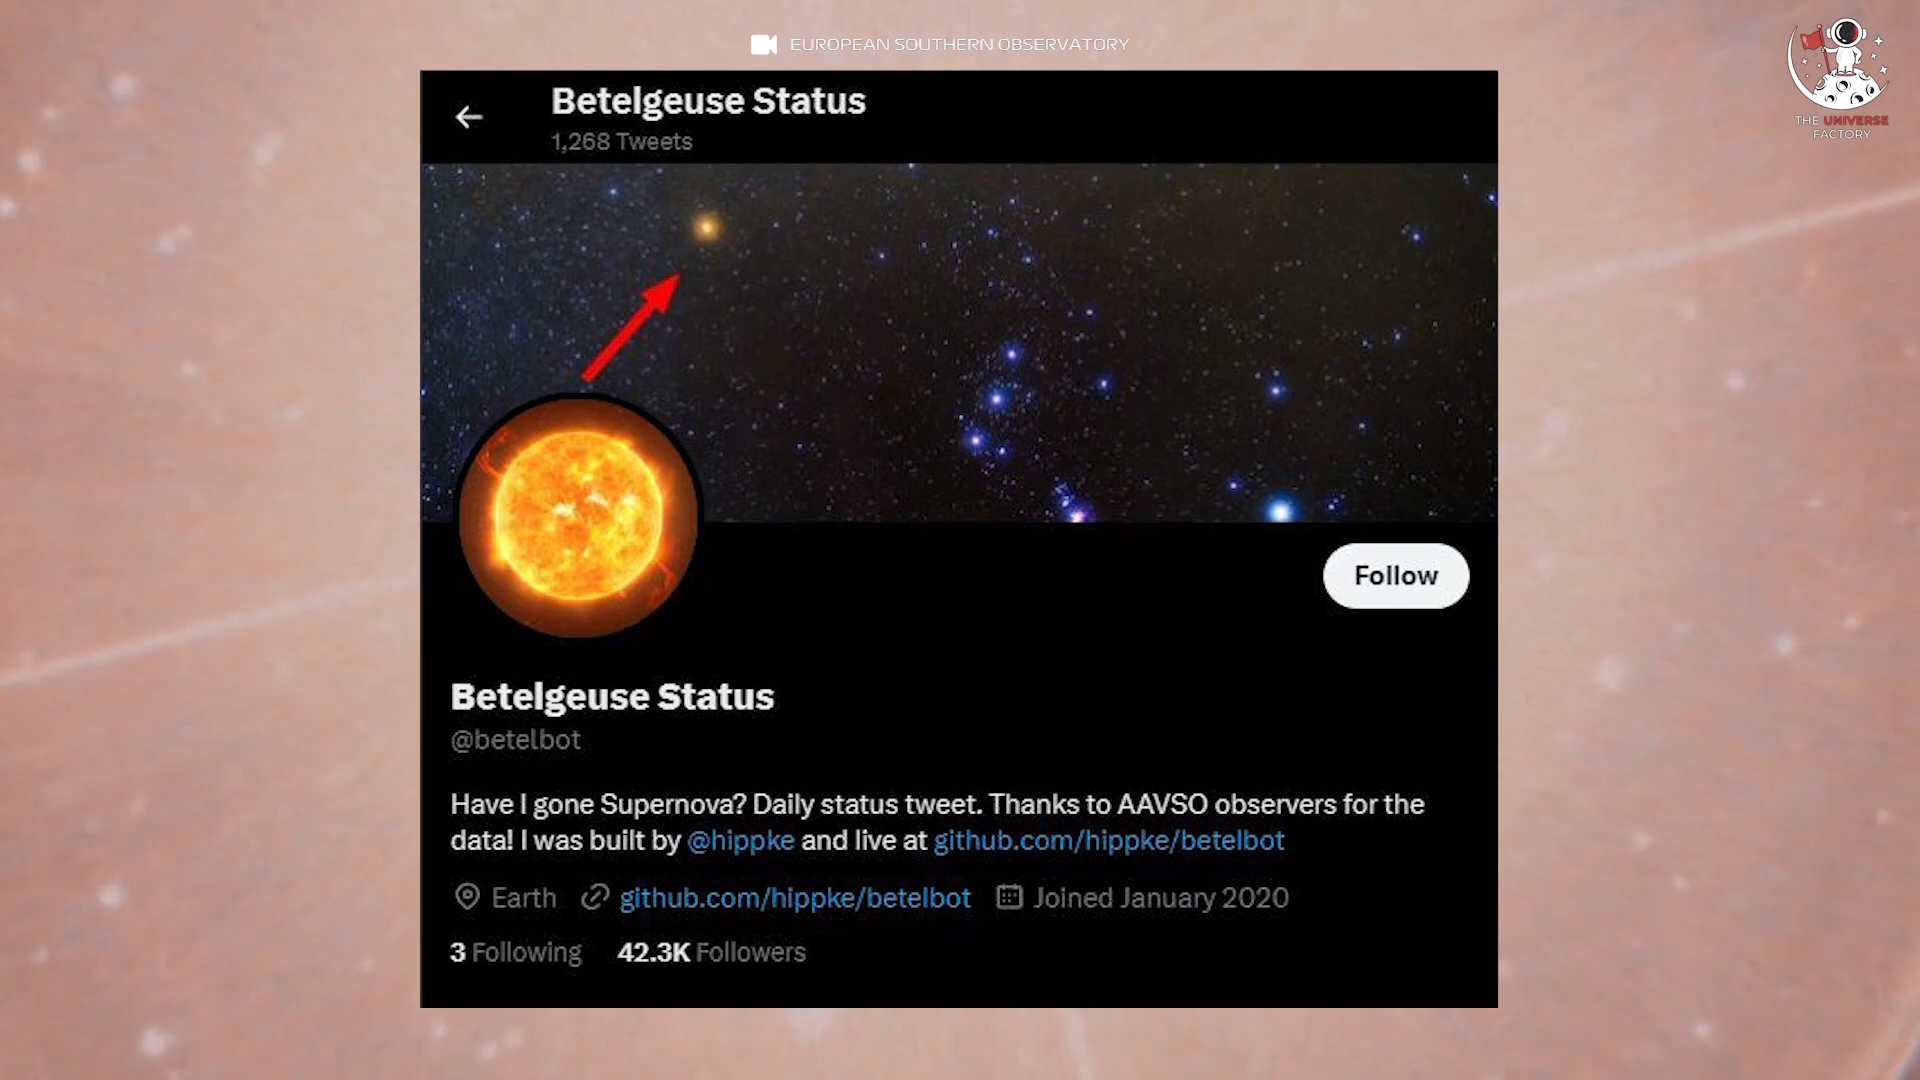 EUROPEAN SOUTHERN OBSERVATORY
THE UNIVERSE
FACTORY
Betelgeuse Status
1,268 Tweets
Follow
Betelgeuse Status
@betelbot
Have I gone Supernova? Daily status tweet. Thanks to AAVSO observers for the
data! I was built by @hippke and live at github.com/hippke/betelbot
Earth github.com/hippke/betelbot Joined January 2020
3 Following 42.3K Followers